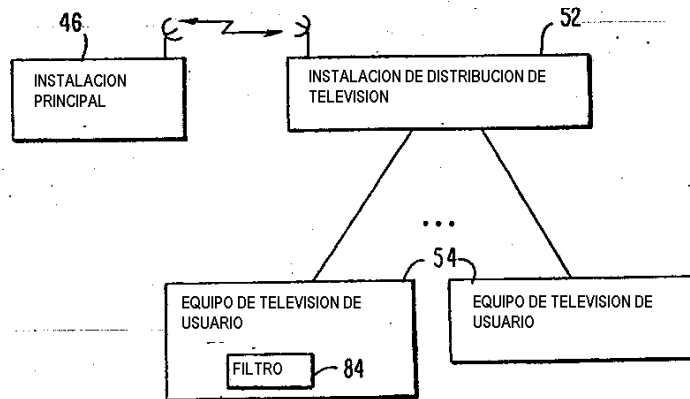 46
52
INSTALACION
PRINCIPAL
INSTALACION DE DISTRIBUCION DE
TELEVISION
...
54
EQUIPO DE TELEVISION DE
USUARIO
FILTRO
84
EQUIPO DE TELEVISION DE
USUARIO